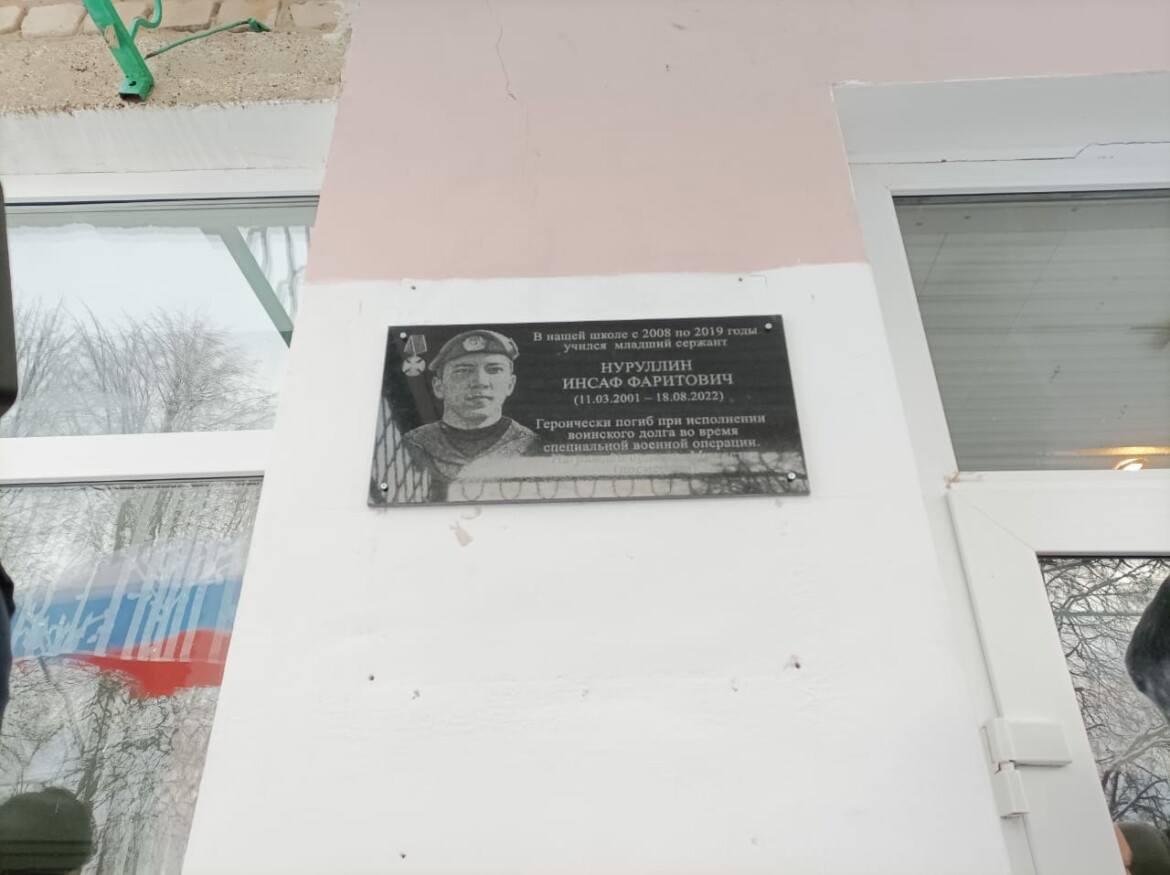 В нашей школе с 2008 по 2019 годы
учился младший сержант
НУРУЛЛИН
ИНСАФ ФАРИТОВИЧ
(11.03.2001 – 18.08.2022)
Героически погиб при исполнении
воинского долга во время
специальной военной операции.
(посмертно)